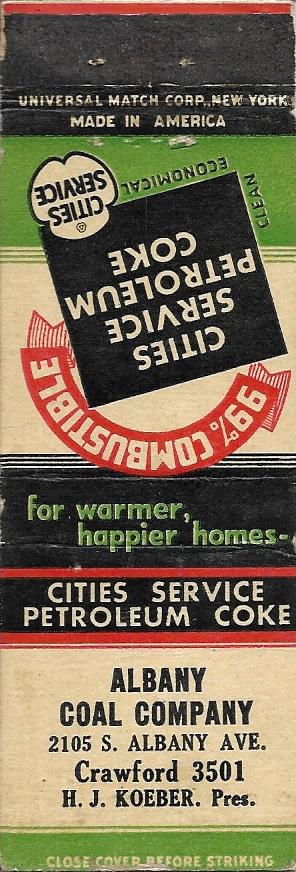 UNIVERSAL MATCH CORP., NEW YORK
MADE IN AMERICA
CLEAN
ECONOMICAL
CITIES
SERVICE
CITIES
SERVICE
PETROLEUM
COKE
99% COMBUSTIBLE
for warmer,
happier homes-
CITIES SERVICE
PETROLEUM COKE
ALBANY
COAL COMPANY
2105 S. ALBANY AVE.
Crawford 3501
H. J. KOEBER. Pres.
CLOSE COVER BEFORE STRIKING